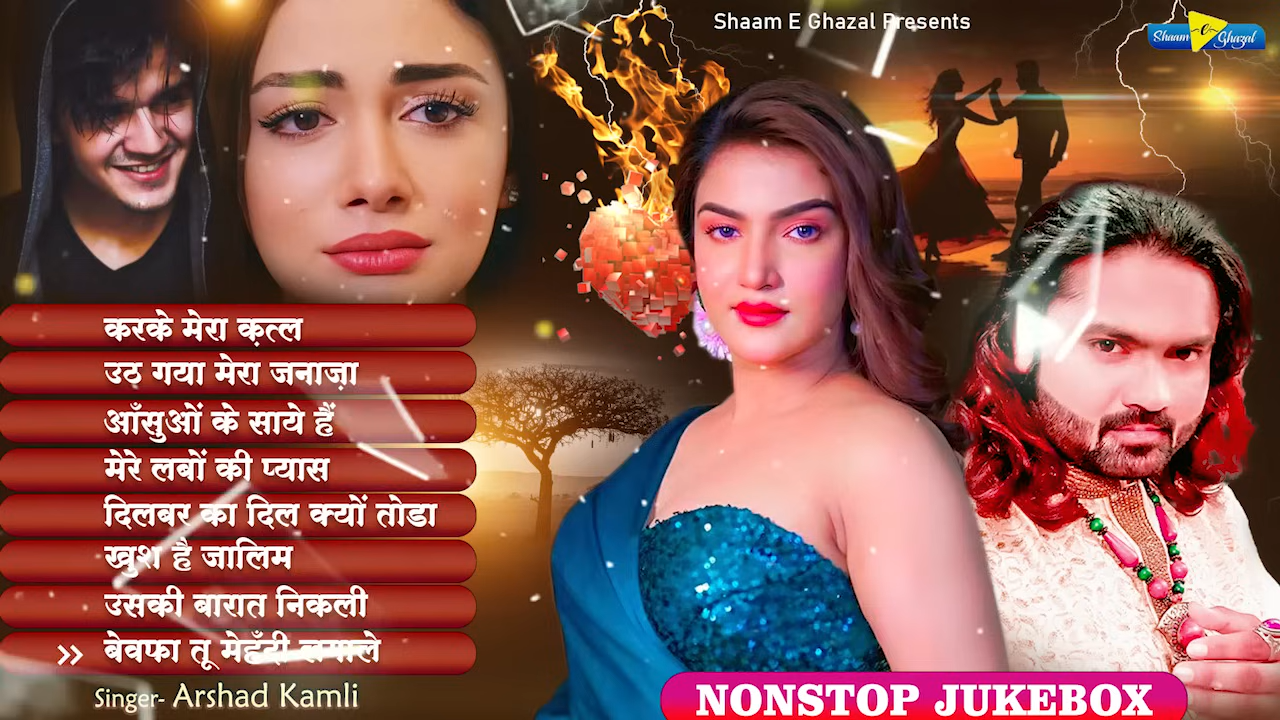 Shaam E Ghazal Presents
Shaam E Ghazal
करके मेरा क़त्ल
उठ गया मेरा जनाज़ा
आँसुओं के साये हैं
मेरे लबों की प्यास
दिलबर का दिल क्यों तोडा
खुश है जालिम
उसकी बारात निकली
>> बेवफा तू मेहँदी लगाले
Singer- Arshad Kamli
NONSTOP JUKEBOX